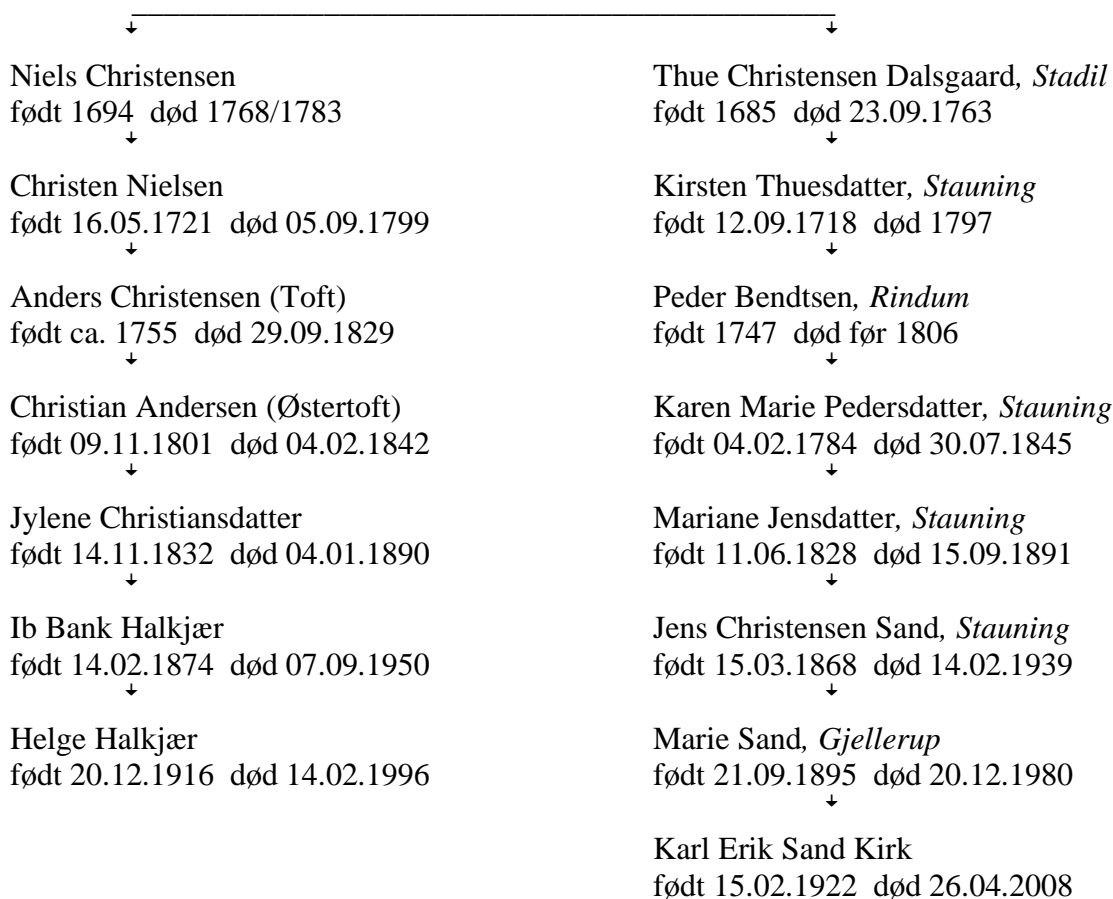 Niels Christensen
født 1694 død 1768/1783
Christen Nielsen
født 16.05.1721 død 05.09.1799
Anders Christensen (Toft)
født ca. 1755 død 29.09.1829
Christian Andersen (Østertoft)
født 09.11.1801 død 04.02.1842
Jylene Christiansdatter
født 14.11.1832 død 04.01.1890
Ib Bank Halkjær
født 14.02.1874 død 07.09.1950
Helge Halkjær
født 20.12.1916 død 14.02.1996
Thue Christensen Dalsgaard, Stadil
født 1685 død 23.09.1763
Kirsten Thuesdatter, Stauning
født 12.09.1718 død 1797
Peder Bendtsen, Rindum
født 1747 død før 1806
Karen Marie Pedersdatter, Stauning
født 04.02.1784 død 30.07.1845
Mariane Jensdatter, Stauning
født 11.06.1828 død 15.09.1891
Jens Christensen Sand, Stauning
født 15.03.1868 død 14.02.1939
Marie Sand, Gjellerup
født 21.09.1895 død 20.12.1980
Karl Erik Sand Kirk
født 15.02.1922 død 26.04.2008